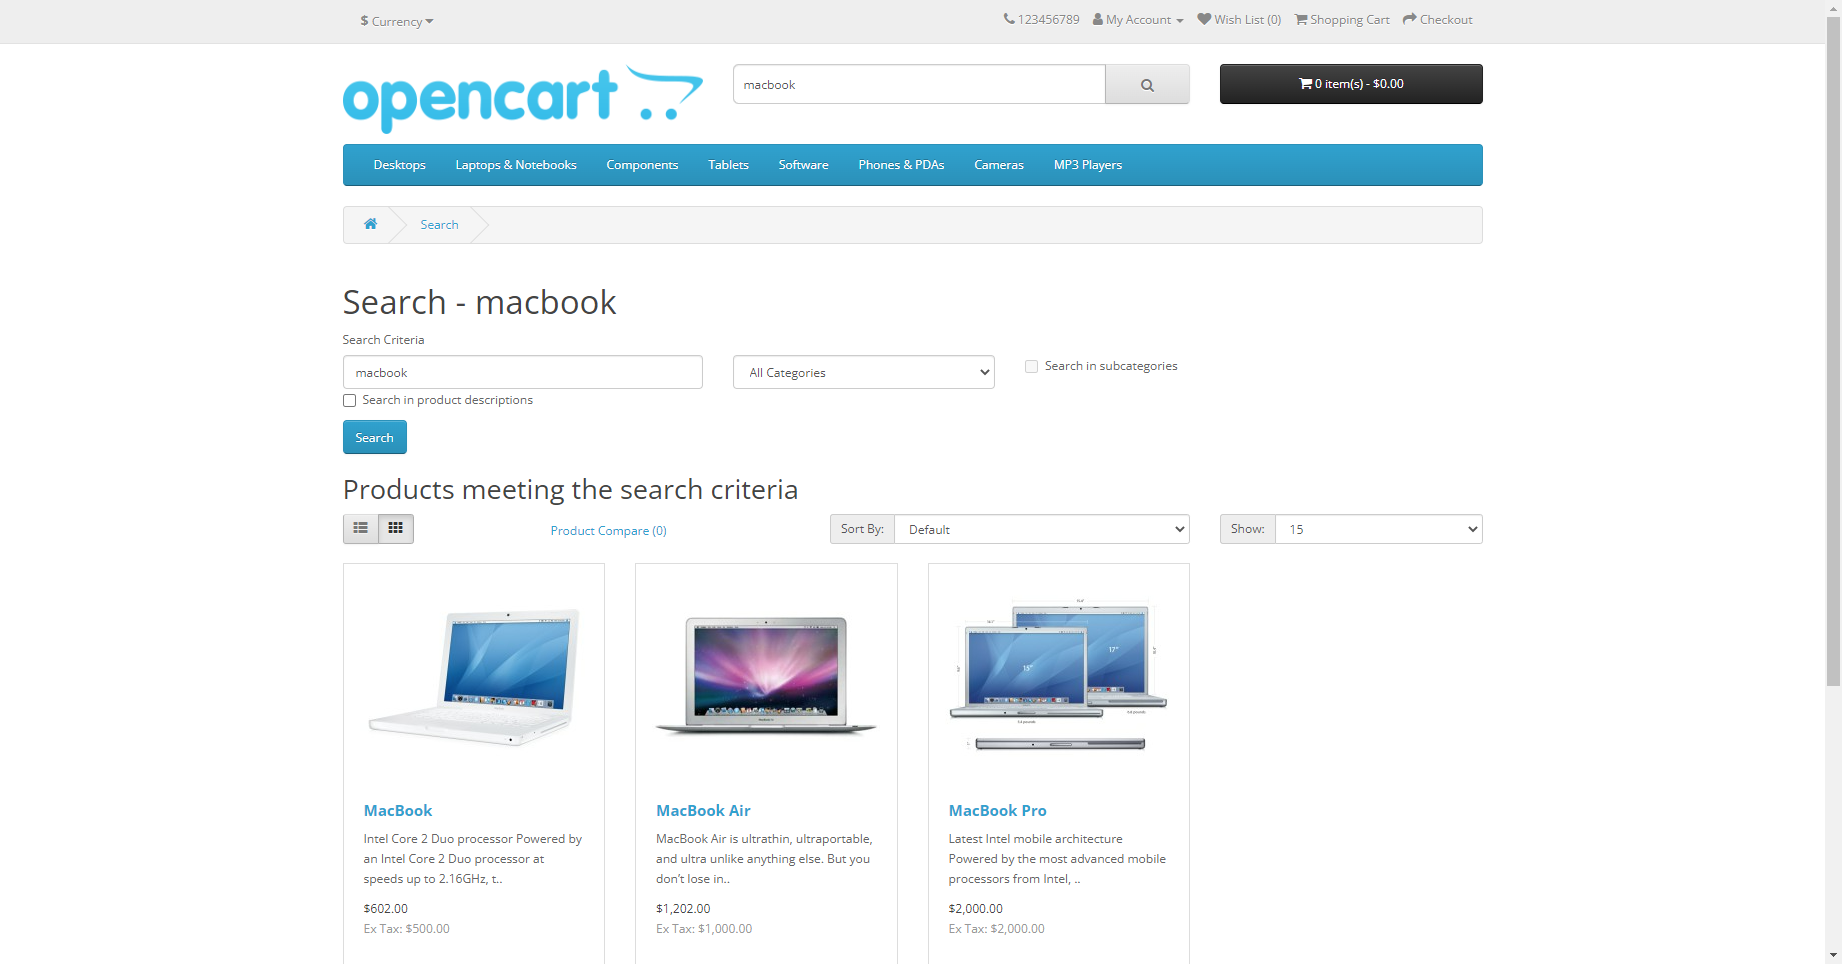 $ Currency
123456789 My Account Wish List (0) Shopping Cart Checkout
opencart
macbook
0 item(s) - $0.00
Desktops Laptops & Notebooks Components Tablets Software Phones & PDAs Cameras MP3 Players
Search
Search - macbook
Search Criteria
macbook
All Categories
Search in subcategories
Search in product descriptions
Search
Products meeting the search criteria
Product Compare (0)
Sort By: Default
Show: 15
15"
17"
MacBook
Intel Core 2 Duo processor Powered by
an Intel Core 2 Duo processor at
speeds up to 2.16GHz, t..
$602.00
Ex Tax: $500.00
MacBook Air
MacBook Air is ultrathin, ultraportable,
and ultra unlike anything else. But you
don’t lose in..
$1,202.00
Ex Tax: $1,000.00
MacBook Pro
Latest Intel mobile architecture
Powered by the most advanced mobile
processors from Intel, ..
$2,000.00
Ex Tax: $2,000.00